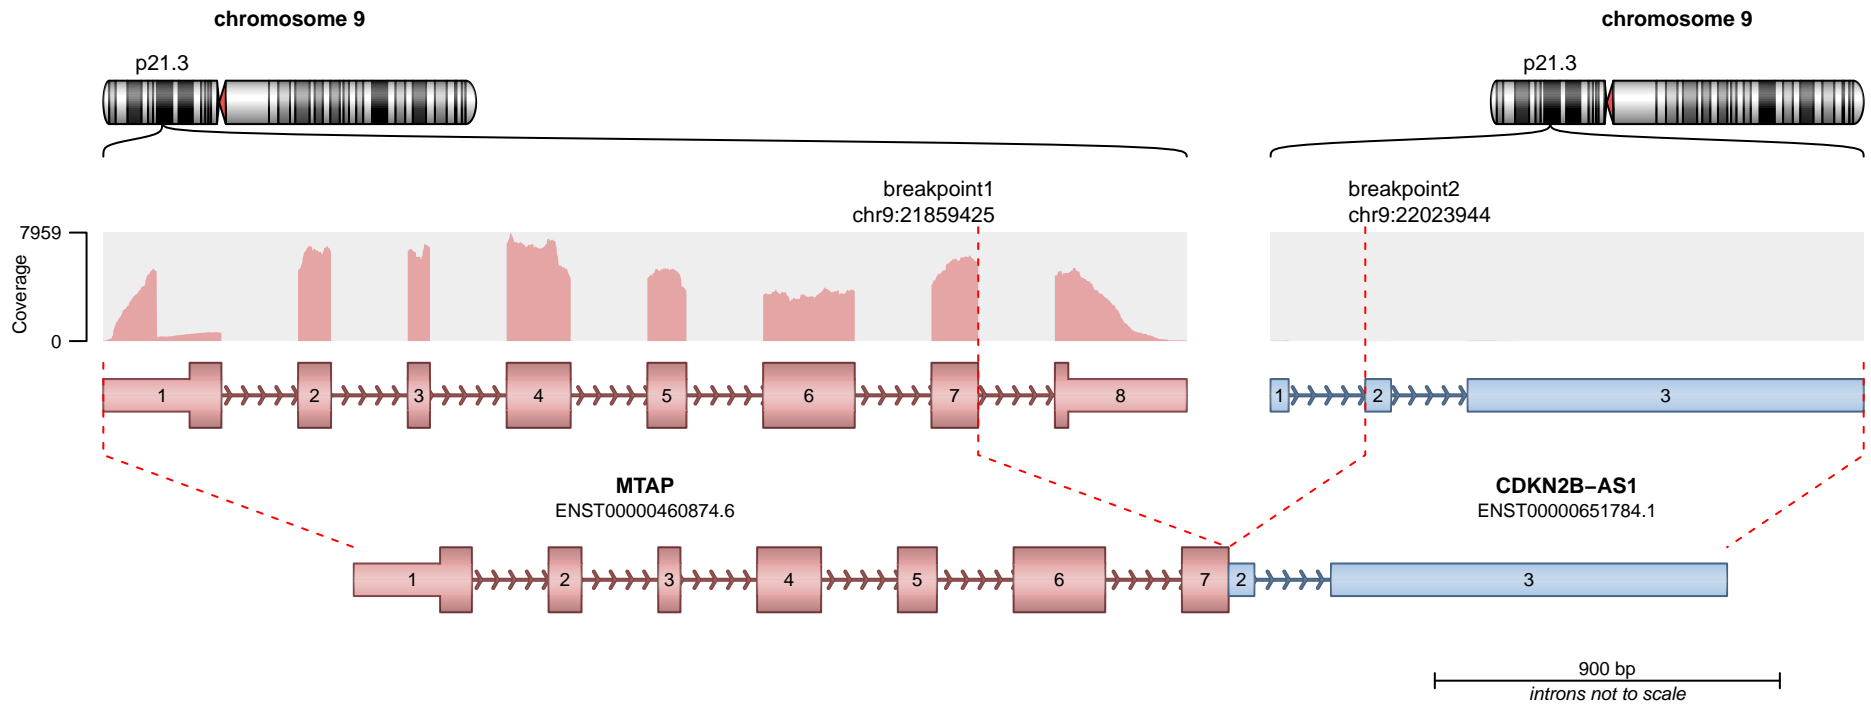 chromosome 9
chromosome 9
p21.3
p21.3
breakpoint1
chr9:21859425
breakpoint2
chr9:22023944
7959
Coverage
0
1 2 3 4 5 6 7 8
1 2 3
MTAP
ENST00000460874.6
CDKN2B−AS1
ENST00000651784.1
1 2 3 4 5 6 7 2 3
900 bp
introns not to scale